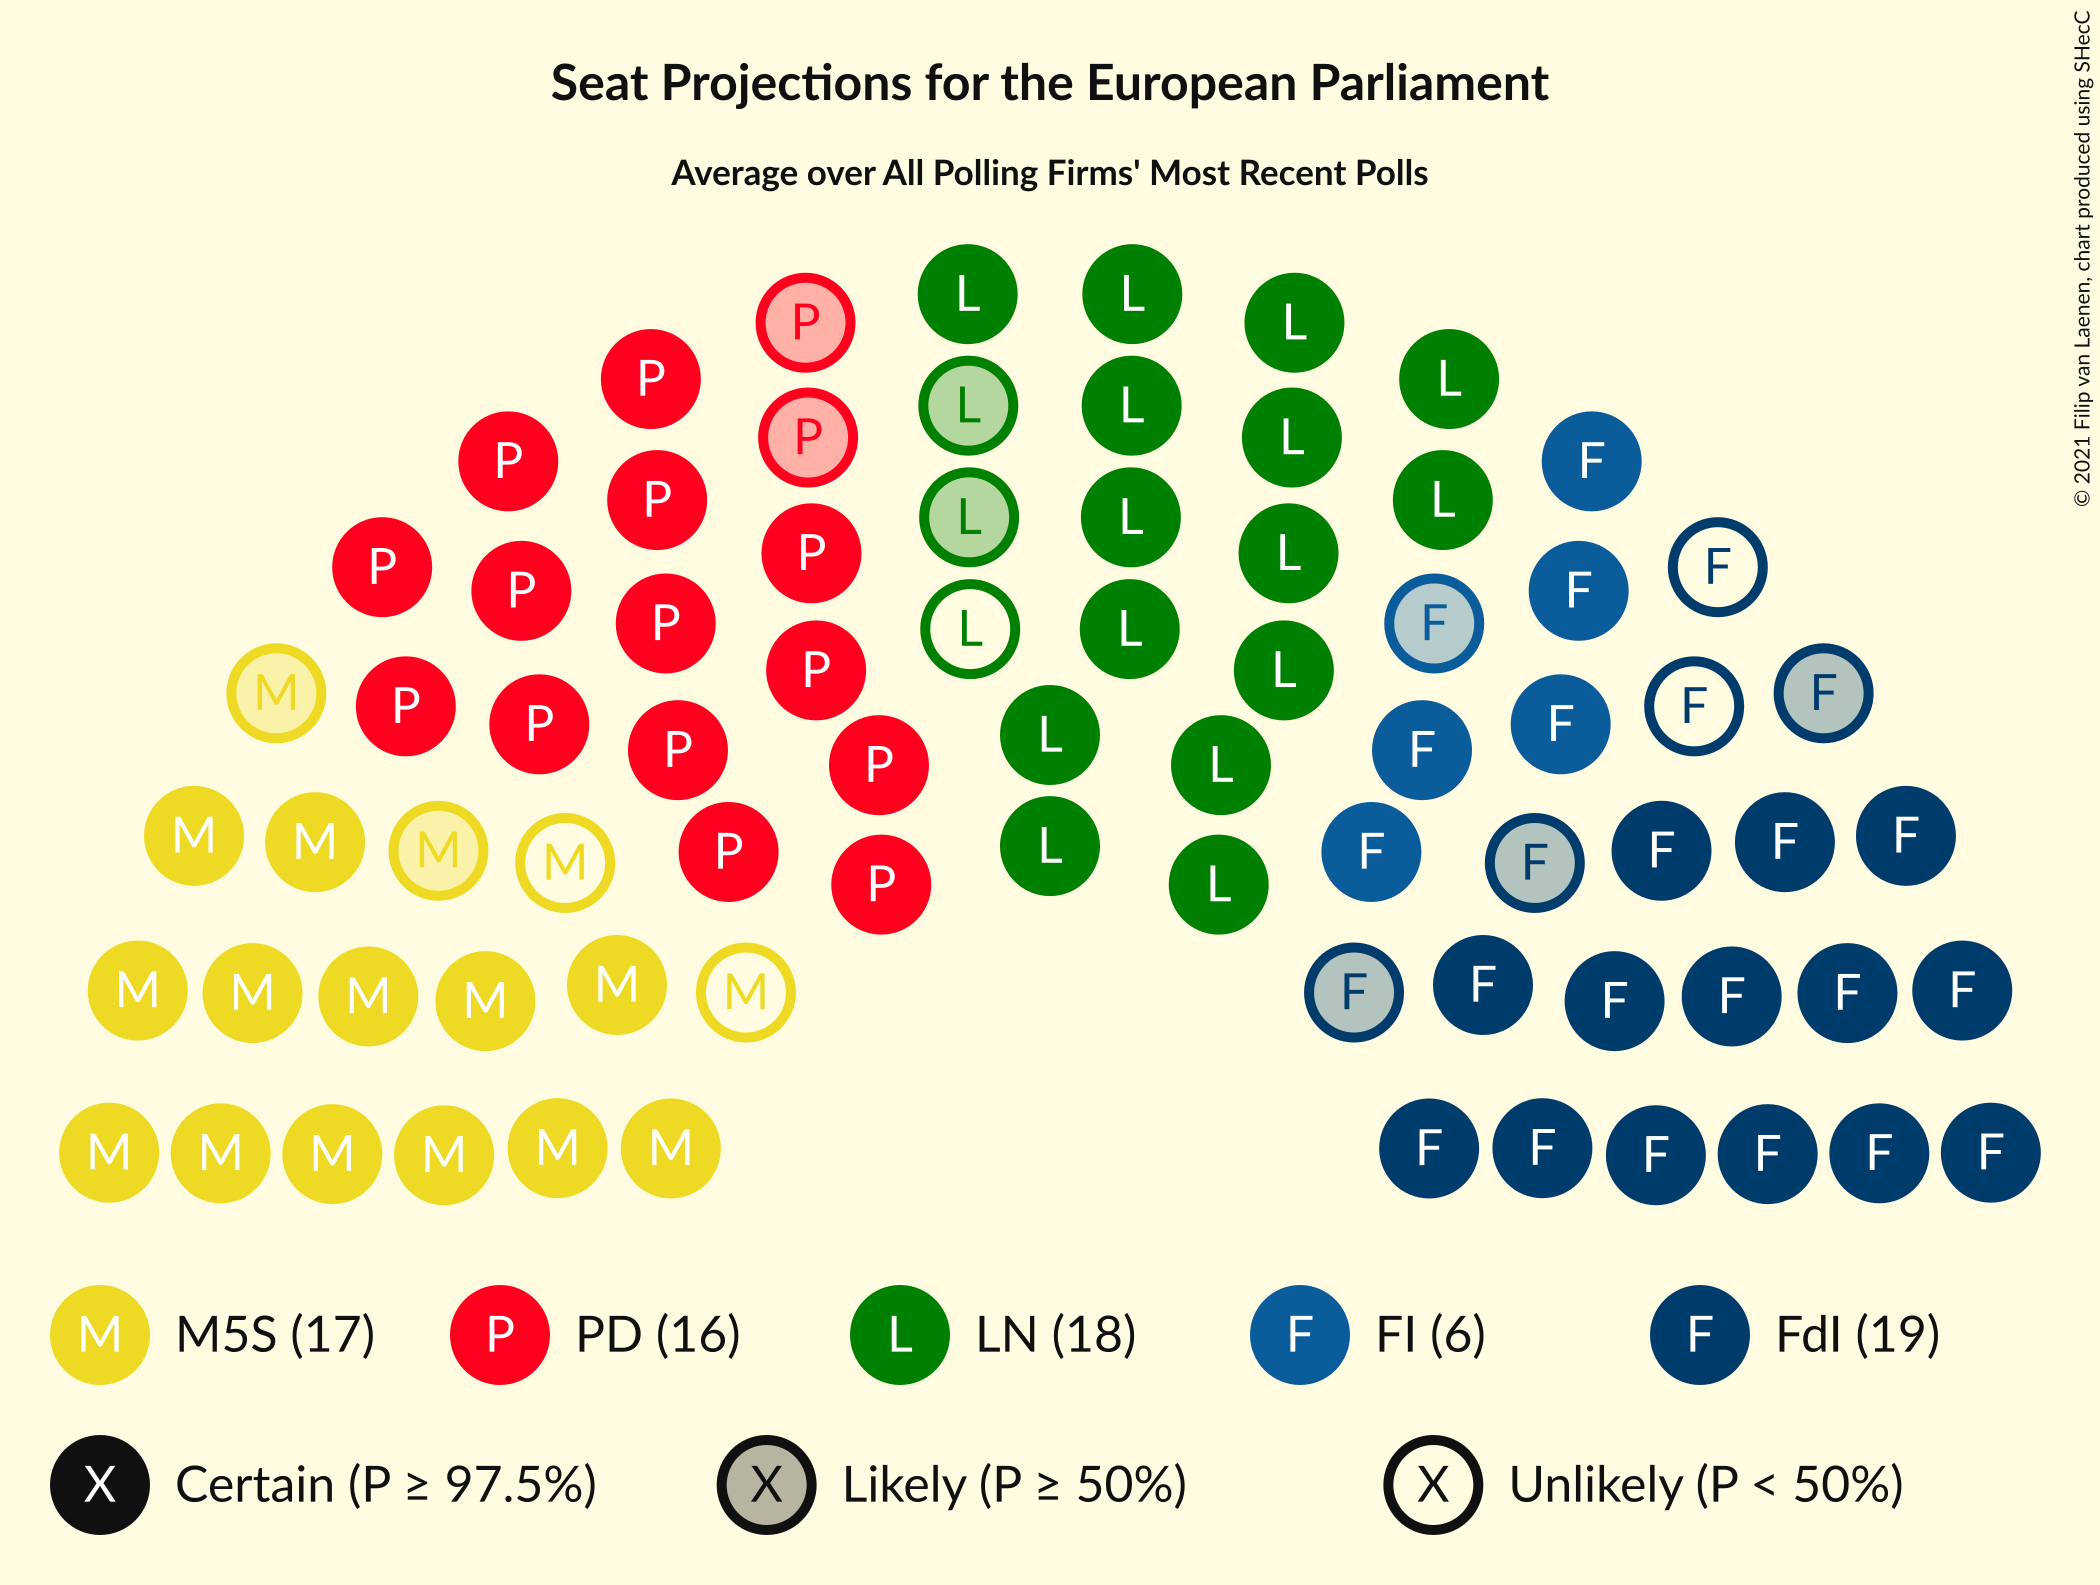 Seat Projections for the European Parliament
Average over All Polling Firms' Most Recent Polls
© 2021 Filip van Laenen, chart produced using SHecC
L L
P L
P L
L L
P P
F
P L
P L
L L
P L
P F
P F
P L
P F
L L
M P
P L
P F
F F
P P
L P
L F
F
M M
M M
P L
F F
F F
F
P L
M M
M M
M M
F F
F F
F F
M M M M M M
F F F F F F
M M5S (17) P PD (16) L LN (18) F FI (6) F FdI (19)
X Certain (P ≥ 97.5%) X Likely (P ≥ 50%) X Unlikely (P < 50%)